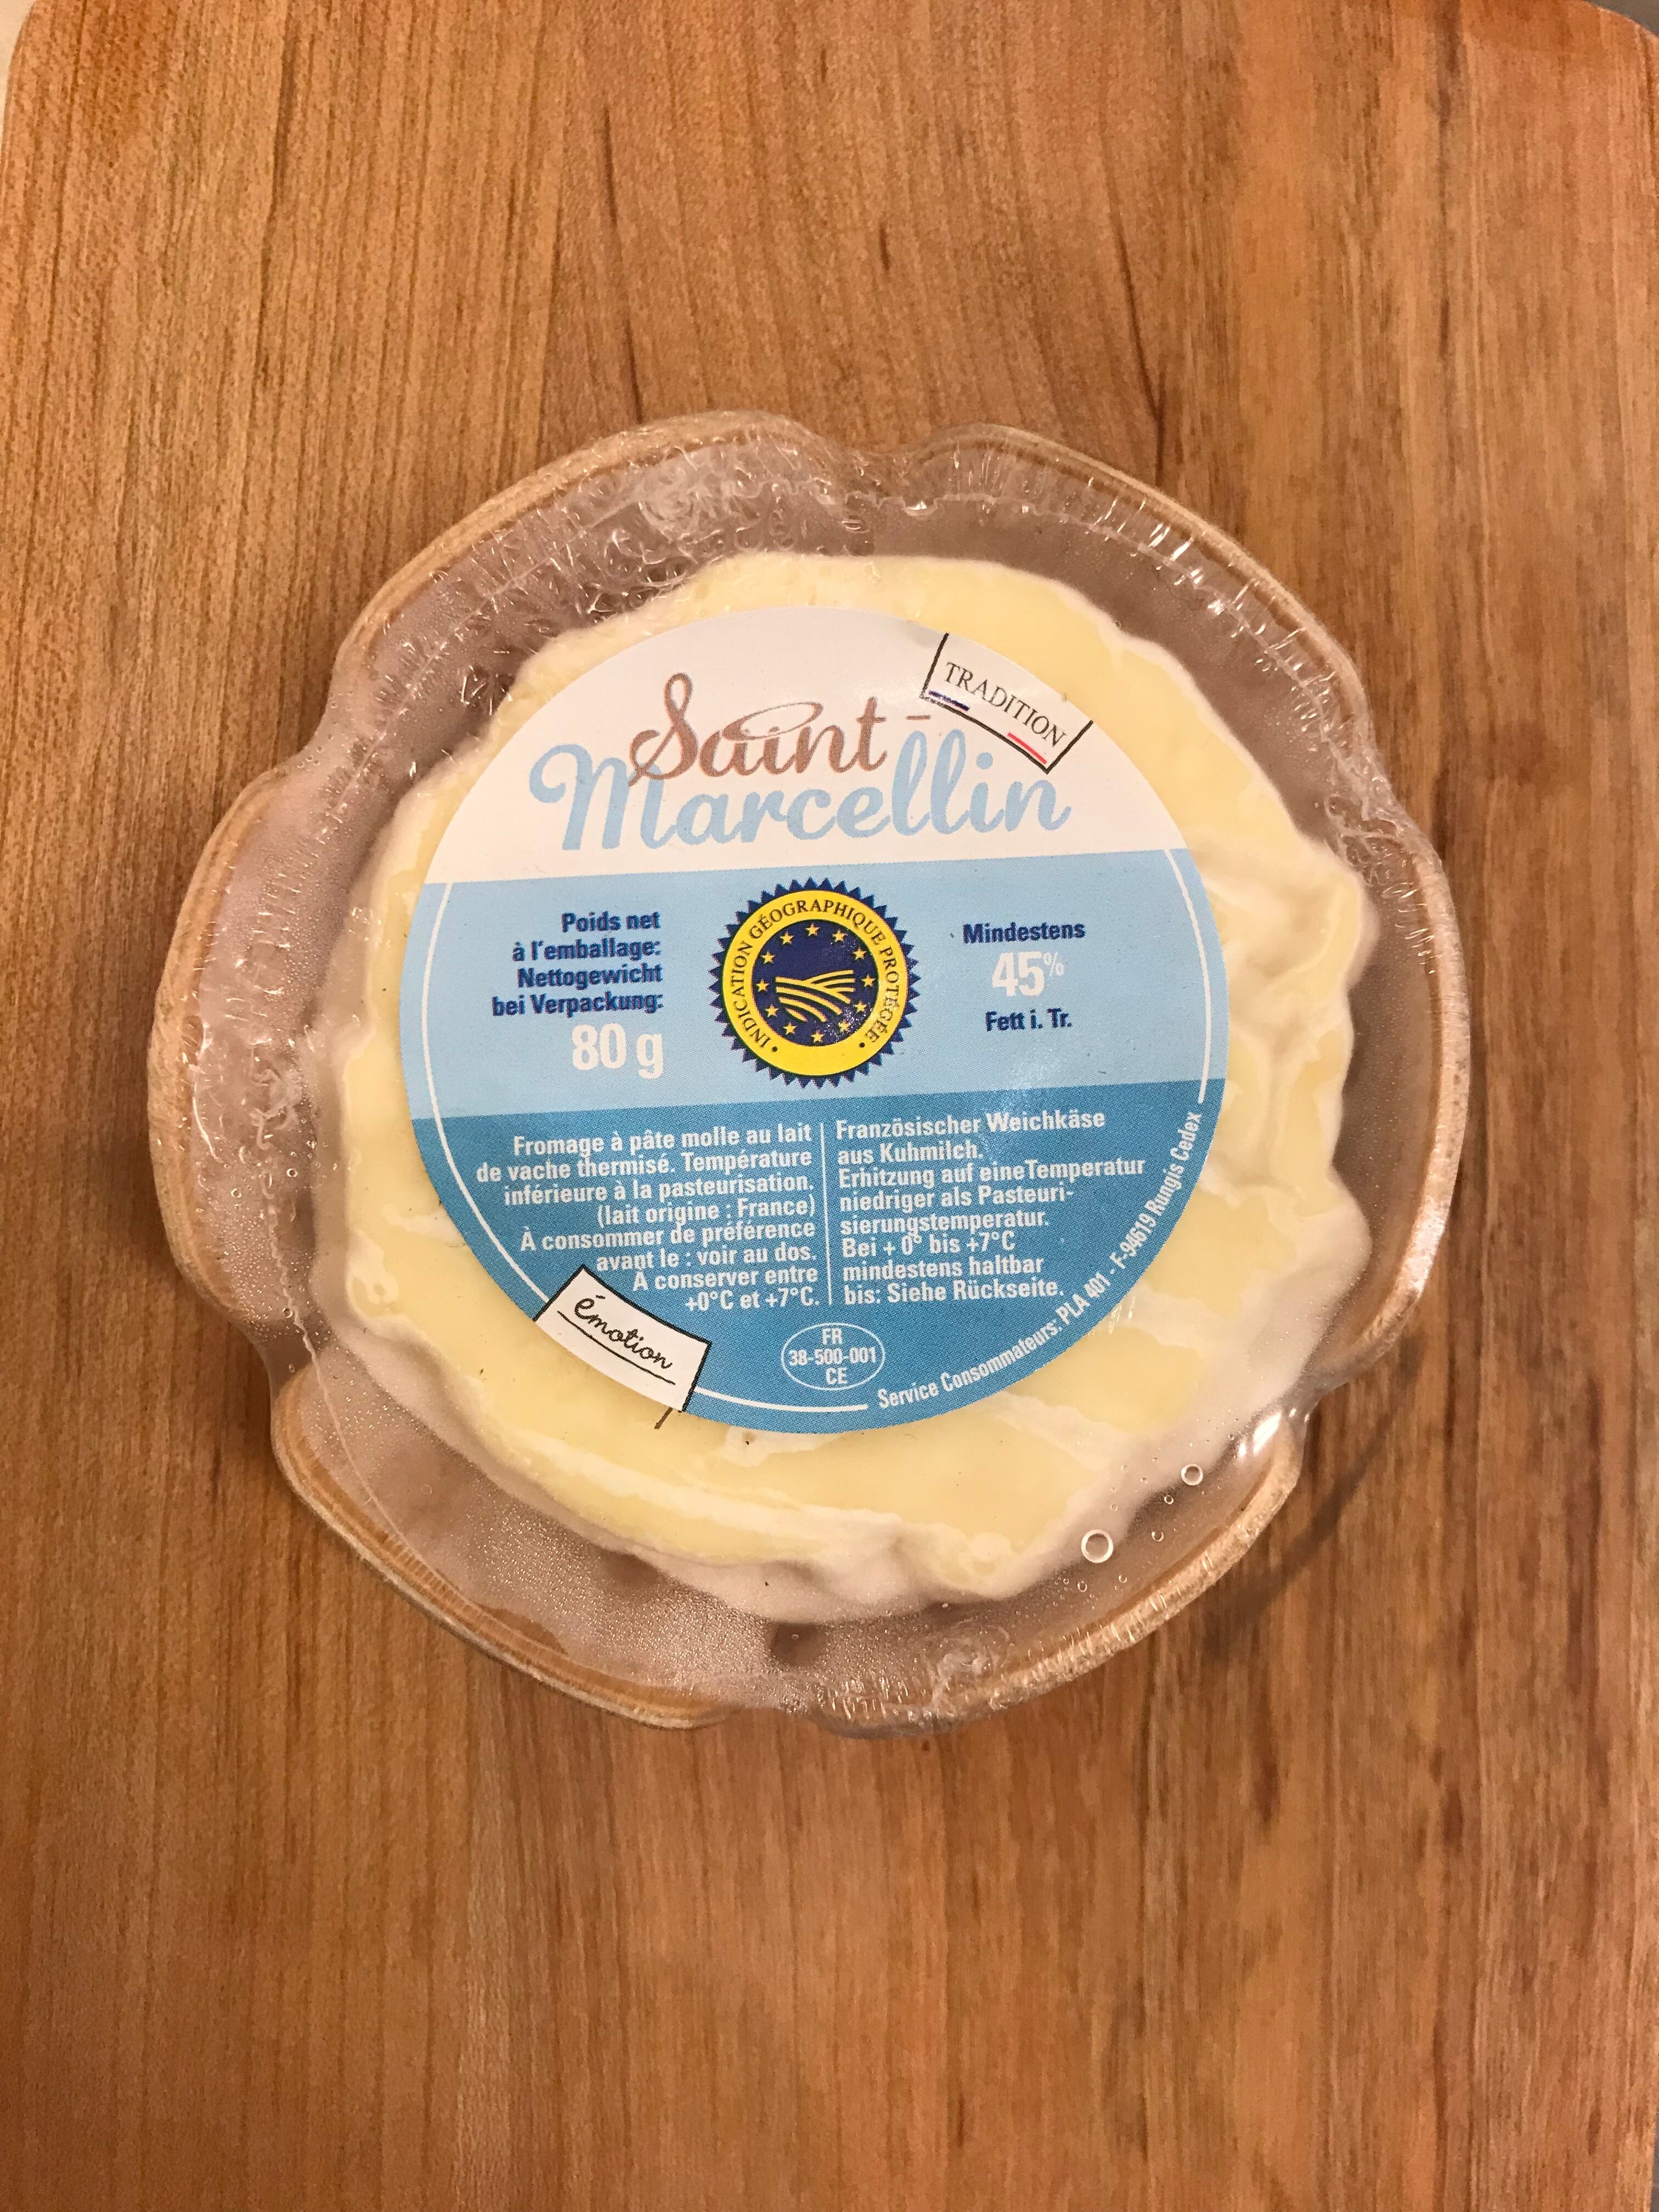 TRADITION
Saint-
Marcellin
Poids net
à l'emballage:
Nettogewicht
bei Verpackung:
80 g
INDICATION GÉOGRAPHIQUE PROTÉGÉE
Mindestens
45%
Fett i. Tr.
Fromage à pâte molle au lait
de vache thermisé. Température
inférieure à la pasteurisation.
(lait origine : France)
À consommer de préférence
avant le : voir au dos.
À conserver entre
+0°C et +7°C.
Französischer Weichkäse
aus Kuhmilch.
Erhitzung auf eine Temperatur
niedriger als Pasteuri-
sierungstemperatur.
Bei + 0° bis +7°C
mindestens haltbar
bis: Siehe Rückseite.
émotion
FR
38-500-001
CE
Service Consommateurs: PLA 401 - F-94619 Rungis Cedex